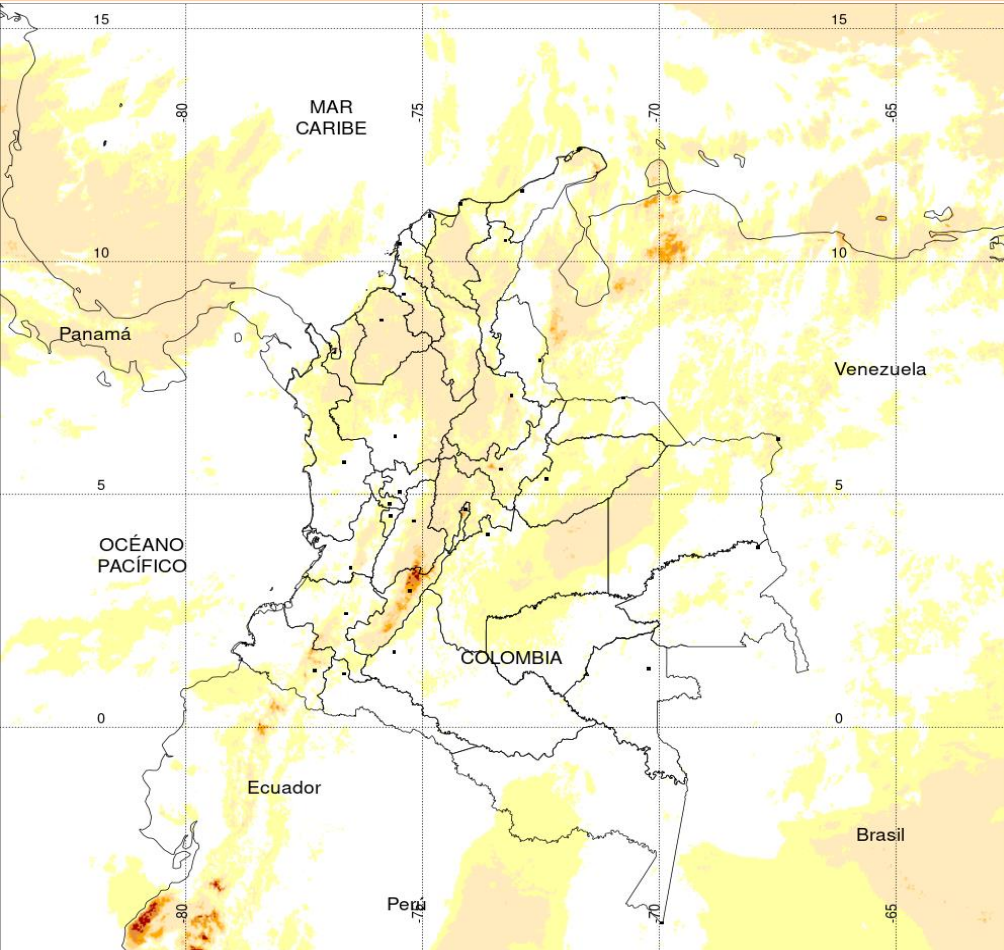 15
15
-80
-75
-70
-65
MAR
CARIBE
10
10
Panamá
Venezuela
5
5
OCÉANO
PACÍFICO
COLOMBIA
0
0
Ecuador
Brasil
Perú
-80
-75
-70
-65